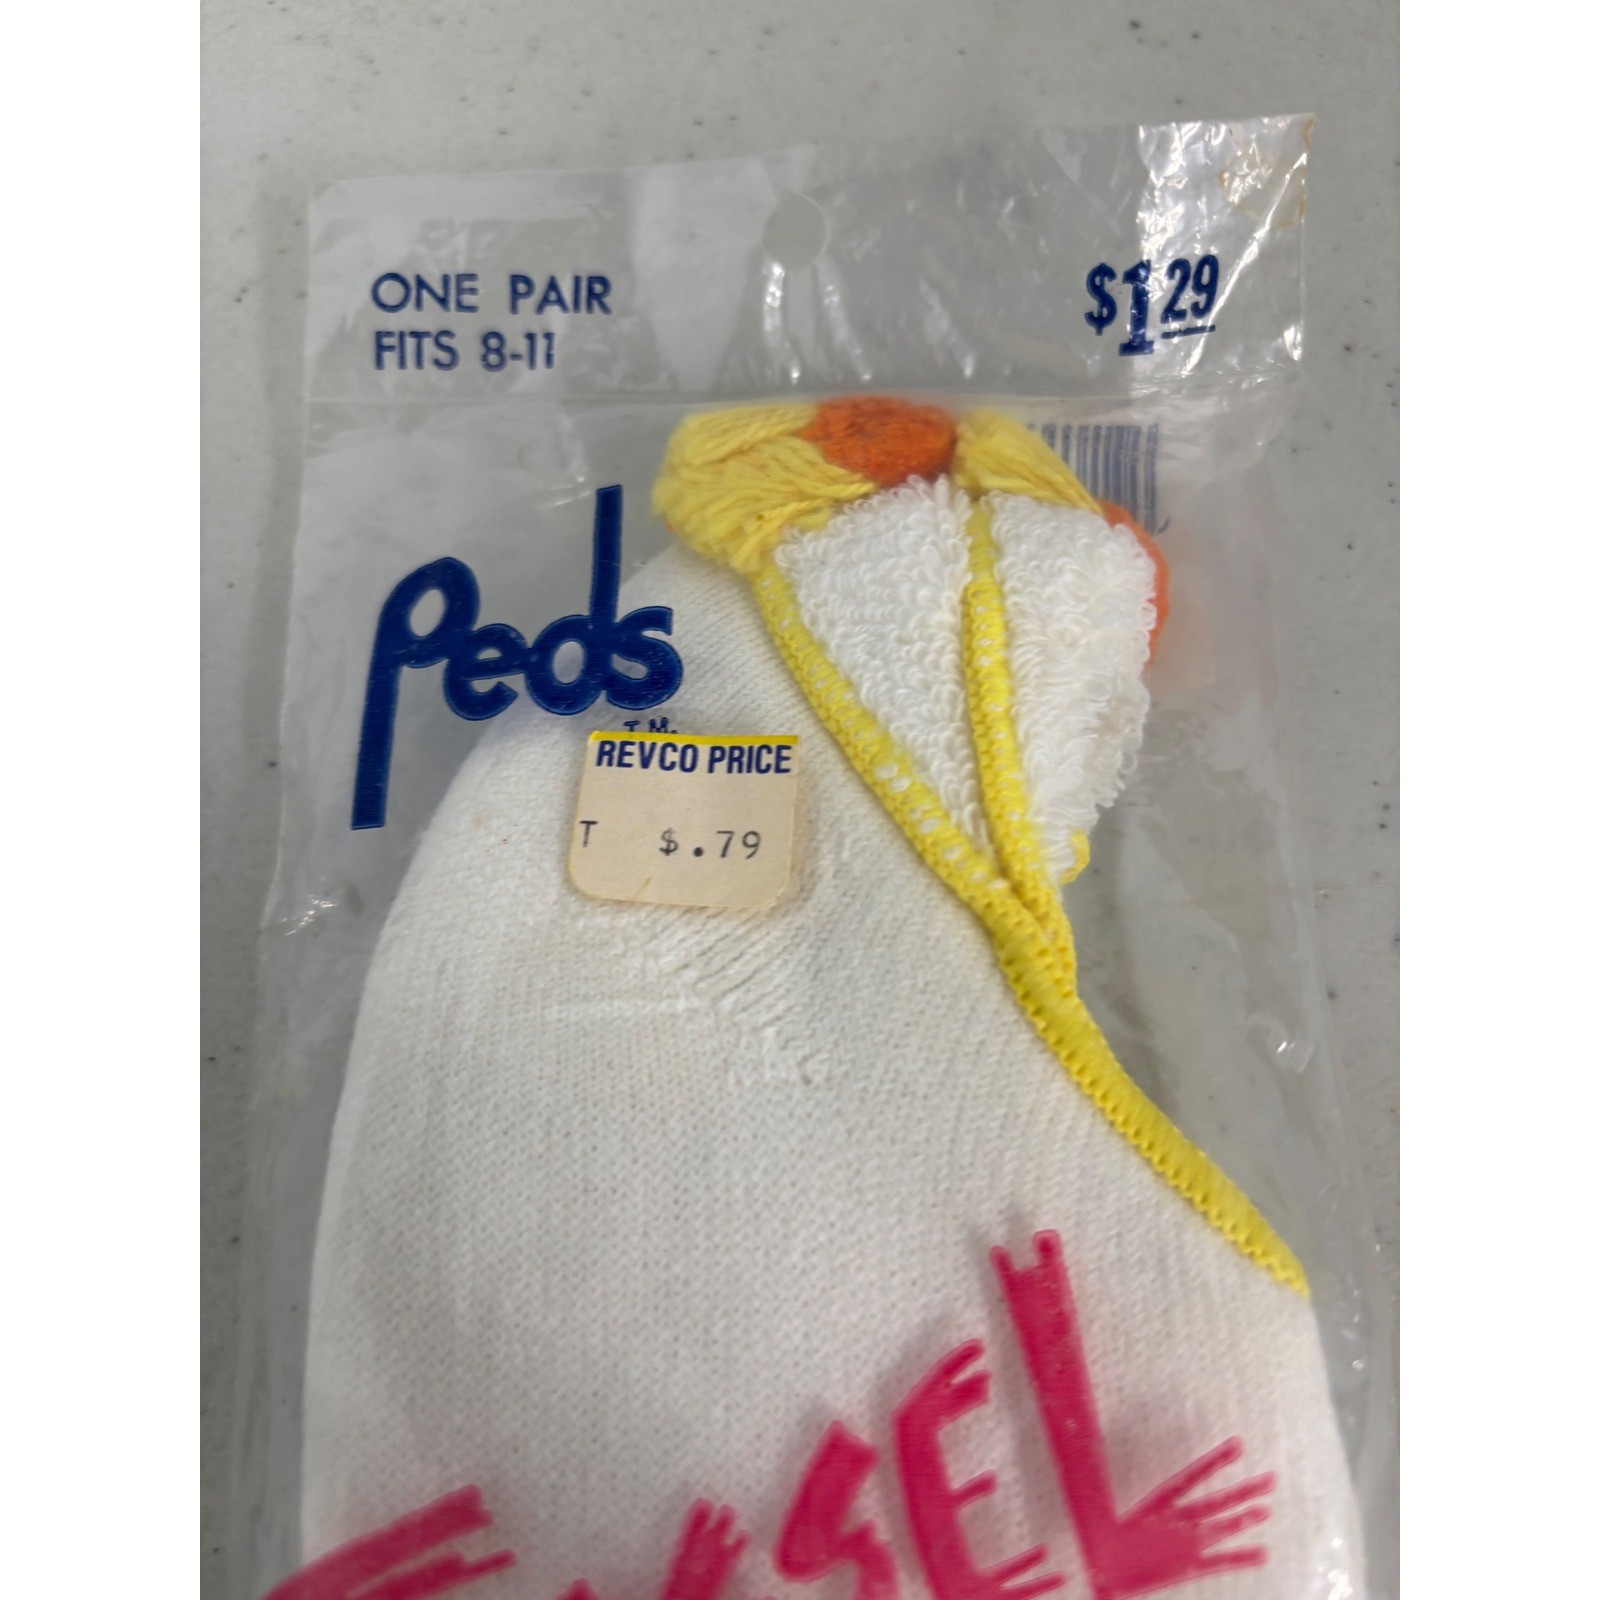 ONE PAIR
FITS 8-11
$1.29
Peds
T.M.
REVCO PRICE
T $.79